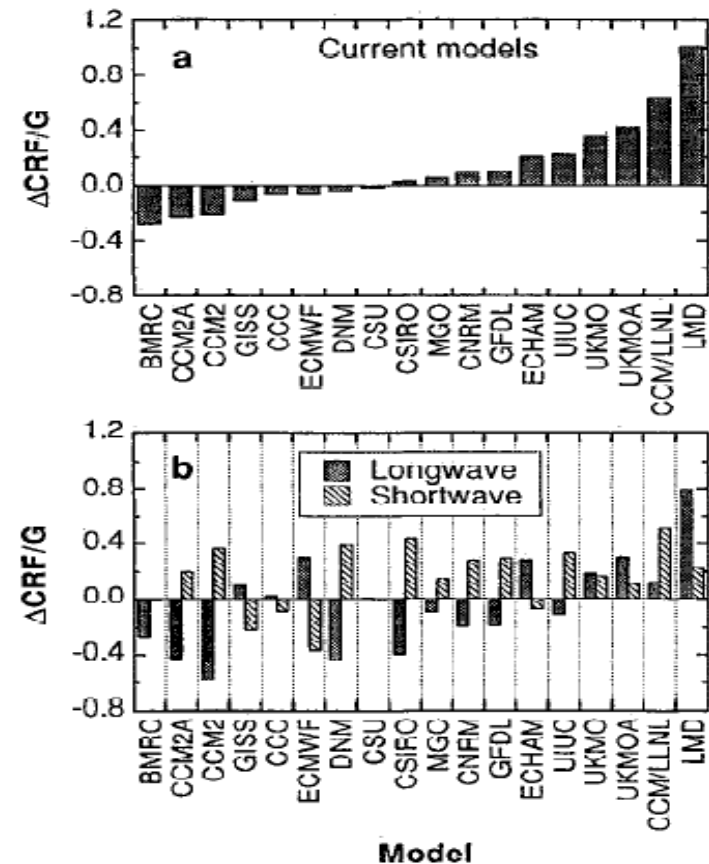 1.2
a Current models
0.8
0.4
0.0
-0.4
-0.8
ΔCRF/G
BMRC
CCM2A
CCM2
GISS
CCC
ECMWF
DNM
CSU
CSIRO
MGO
CNRM
GFDL
ECHAM
UIUC
UKMO
UKMOA
CCM/LLNL
LMD
1.2
b Longwave
0.8
Shortwave
0.4
0.0
-0.4
-0.8
ΔCRF/G
BMRC
CCM2A
CCM2
GISS
CCC
ECMWF
DNM
CSU
CSIRO
MGO
CNRM
GFDL
ECHAM
UIUC
UKMO
UKMOA
CCM/LLNL
LMD
Model